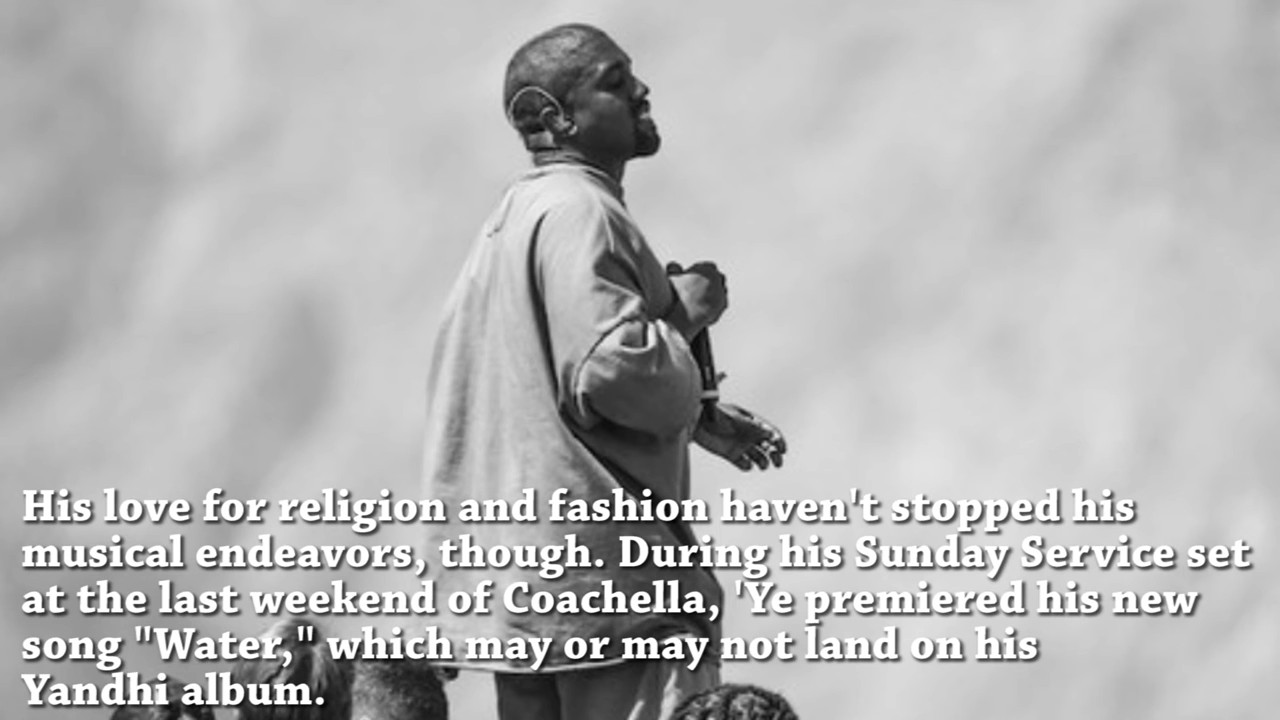 His love for religion and fashion haven't stopped his
musical endeavors, though. During his Sunday Service set
at the last weekend of Coachella, 'Ye premiered his new
song "Water," which may or may not land on his
Yandhi album.